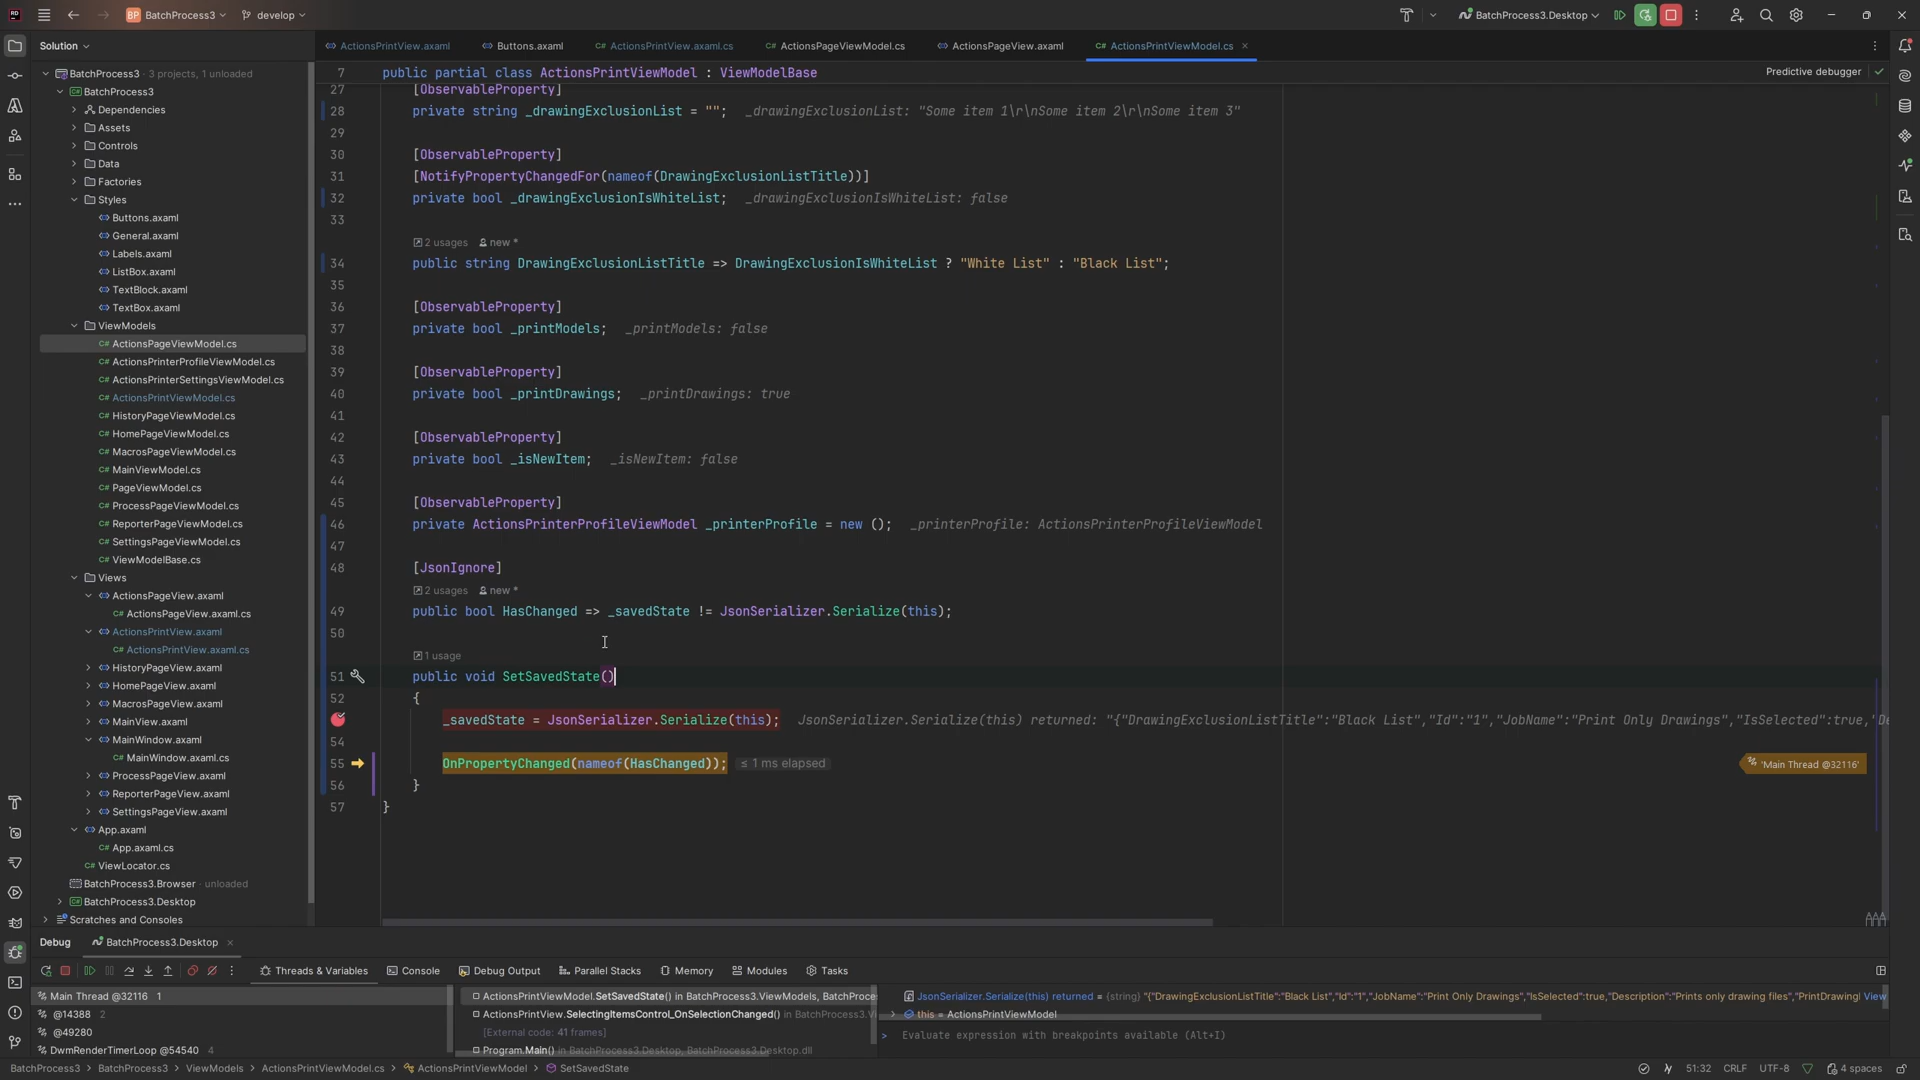 BP BatchProcess3
develop
BatchProcess3.Desktop
Solution
ActionsPrintView.axaml
Buttons.axaml
ActionsPrintView.axaml.cs
ActionsPageViewModel.cs
ActionsPageView.axaml
ActionsPrintViewModel.cs
Predictive debugger
BatchProcess3 · 3 projects, 1 unloaded
BatchProcess3
Dependencies
Assets
Controls
Data
Factories
Styles
Buttons.axaml
General.axaml
Labels.axaml
ListBox.axaml
TextBlock.axaml
TextBox.axaml
ViewModels
ActionsPageViewModel.cs
ActionsPrinterProfileViewModel.cs
ActionsPrinterSettingsViewModel.cs
ActionsPrintViewModel.cs
HistoryPageViewModel.cs
HomePageViewModel.cs
MacrosPageViewModel.cs
MainViewModel.cs
PageViewModel.cs
ProcessPageViewModel.cs
ReporterPageViewModel.cs
SettingsPageViewModel.cs
ViewModelBase.cs
Views
ActionsPageView.axaml
ActionsPageView.axaml.cs
ActionsPrintView.axaml
ActionsPrintView.axaml.cs
HistoryPageView.axaml
HomePageView.axaml
MacrosPageView.axaml
MainView.axaml
MainWindow.axaml
MainWindow.axaml.cs
ProcessPageView.axaml
ReporterPageView.axaml
SettingsPageView.axaml
App.axaml
App.axaml.cs
ViewLocator.cs
BatchProcess3.Browser unloaded
BatchProcess3.Desktop
Scratches and Consoles
7 public partial class ActionsPrintViewModel : ViewModelBase
27 [ObservableProperty]
28 private string _drawingExclusionList = ""; _drawingExclusionList: "Some item 1\r\nSome item 2\r\nSome item 3"
29
30 [ObservableProperty]
31 [NotifyPropertyChangedFor(nameof(DrawingExclusionListTitle))]
32 private bool _drawingExclusionIsWhiteList; _drawingExclusionIsWhiteList: false
33
2 usages new *
34 public string DrawingExclusionListTitle => DrawingExclusionIsWhiteList ? "White List" : "Black List";
35
36 [ObservableProperty]
37 private bool _printModels; _printModels: false
38
39 [ObservableProperty]
40 private bool _printDrawings; _printDrawings: true
41
42 [ObservableProperty]
43 private bool _isNewItem; _isNewItem: false
44
45 [ObservableProperty]
46 private ActionsPrinterProfileViewModel _printerProfile = new (); _printerProfile: ActionsPrinterProfileViewModel
47
48 [JsonIgnore]
2 usages new *
49 public bool HasChanged => _savedState != JsonSerializer.Serialize(this);
50
1 usage
51 public void SetSavedState()
52 {
_savedState = JsonSerializer.Serialize(this); JsonSerializer.Serialize(this) returned: "{"DrawingExclusionListTitle":"Black List","Id":"1","JobName":"Print Only Drawings","IsSelected":true,"De
54
55 OnPropertyChanged(nameof(HasChanged)); ≤ 1 ms elapsed 'Main Thread @32116'
56 }
57 }
Debug BatchProcess3.Desktop
Threads & Variables Console Debug Output Parallel Stacks Memory Modules Tasks
Main Thread @32116 1
@14388 2
@49280
DwmRenderTimerLoop @54540 4
ActionsPrintViewModel.SetSavedState() in BatchProcess3.ViewModels, BatchProce
ActionsPrintView.SelectingItemsControl_OnSelectionChanged() in BatchProcess3.Vi
[External code: 41 frames]
Program.Main() in BatchProcess3.Desktop, BatchProcess3.Desktop.dll
JsonSerializer.Serialize(this) returned = {string} "{"DrawingExclusionListTitle":"Black List","Id":"1","JobName":"Print Only Drawings","IsSelected":true,"Description":"Prints only drawing files","PrintDrawing View
this = ActionsPrintViewModel
> Evaluate expression with breakpoints available (Alt+I)
BatchProcess3 > BatchProcess3 > ViewModels > ActionsPrintViewModel.cs > ActionsPrintViewModel > SetSavedState
51:32 CRLF UTF-8 4 spaces